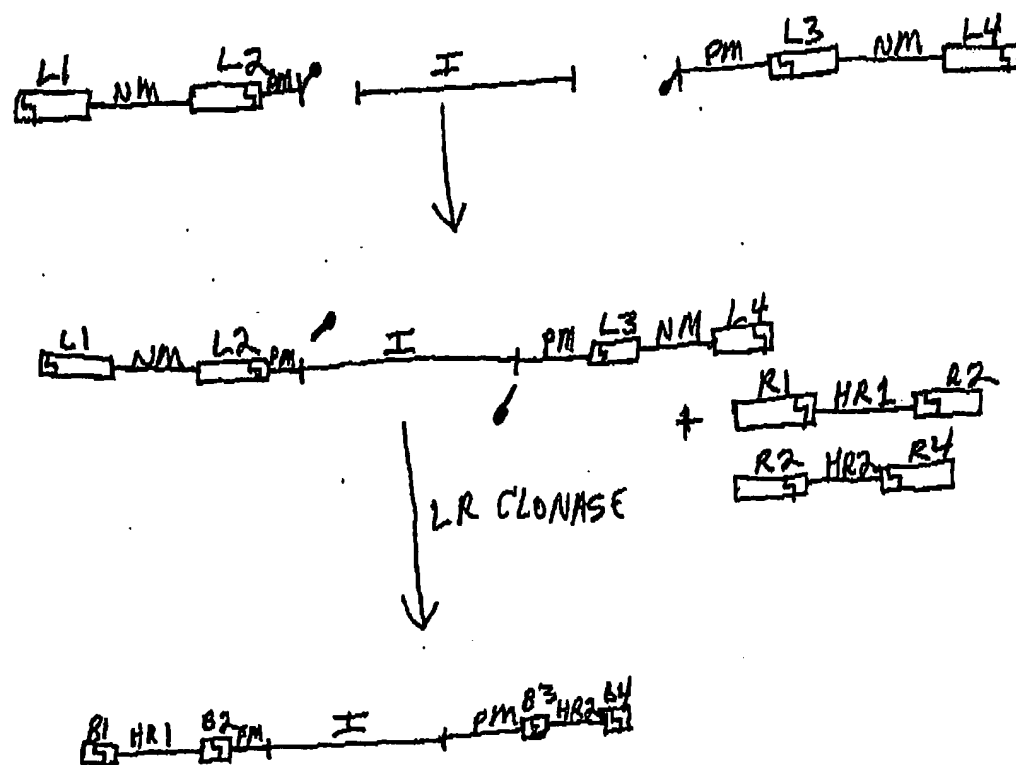 L1 NM L2 PM I PM L3 NM L4
L1 NM L2 PM I PM L3 NM L4
+ R1 HR1 R2
R2 HR2 R4
LR CLONASE
B1 HR1 B2 PM I PM B3 HR2 B4